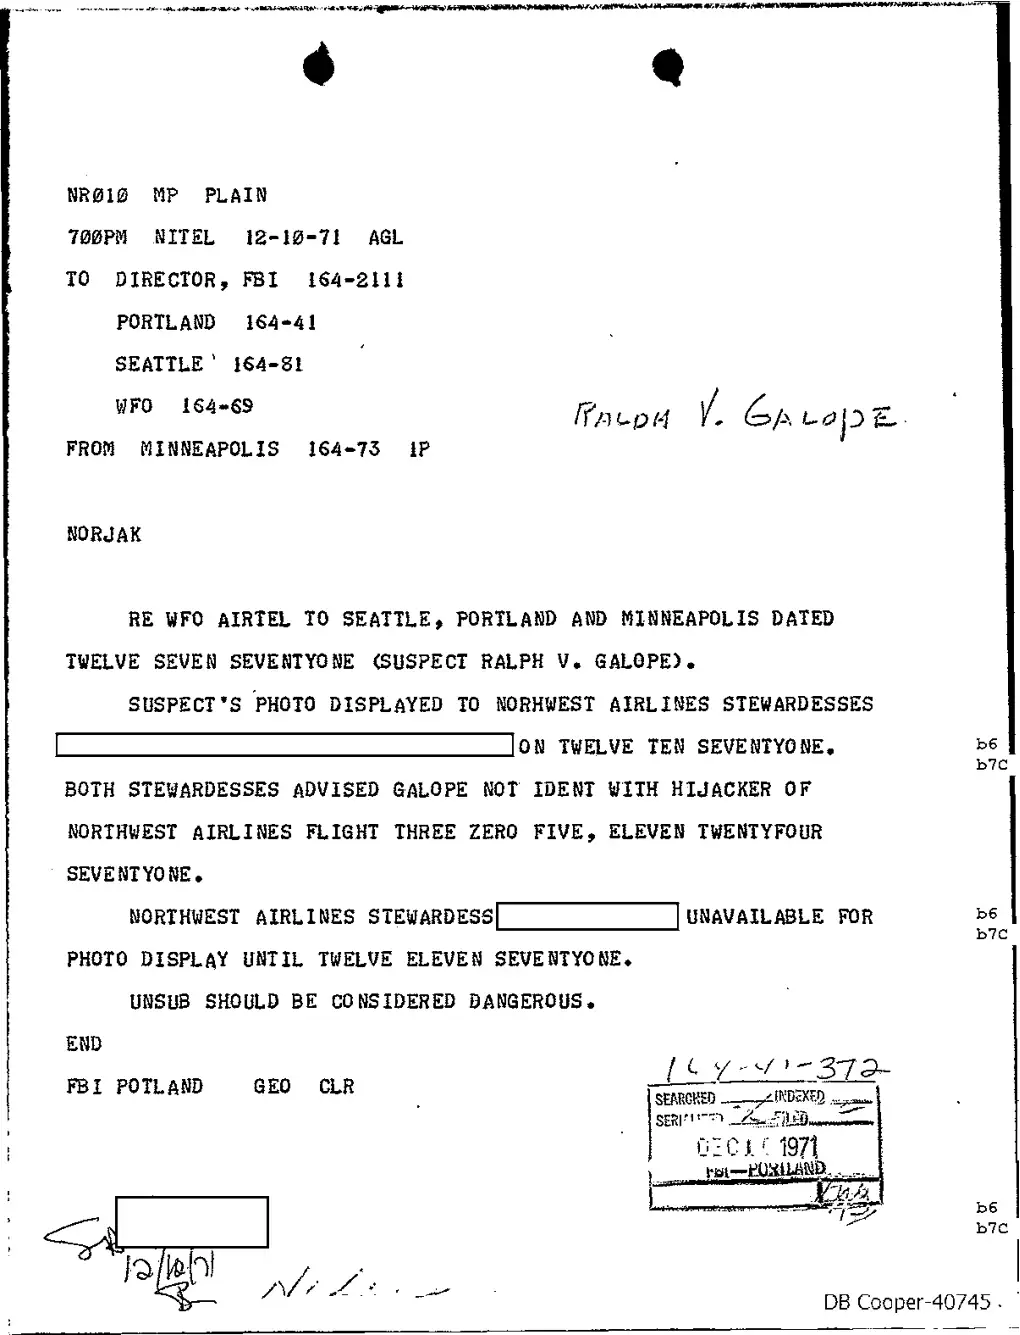 NR010 MP PLAIN
700PM NITEL 12-10-71 AGL
TO DIRECTOR, FBI 164-2111
PORTLAND 164-41
SEATTLE 164-81
WFO 164-69
RALPH V. GALOPE
FROM MINNEAPOLIS 164-73 1P
NORJAK
RE WFO AIRTEL TO SEATTLE, PORTLAND AND MINNEAPOLIS DATED
TWELVE SEVEN SEVENTYONE (SUSPECT RALPH V. GALOPE).
SUSPECT'S PHOTO DISPLAYED TO NORHWEST AIRLINES STEWARDESSES
ON TWELVE TEN SEVENTYONE.
b6
b7C
BOTH STEWARDESSES ADVISED GALOPE NOT IDENT WITH HIJACKER OF
NORTHWEST AIRLINES FLIGHT THREE ZERO FIVE, ELEVEN TWENTYFOUR
SEVENTYONE.
NORTHWEST AIRLINES STEWARDESS UNAVAILABLE FOR
b6
b7C
PHOTO DISPLAY UNTIL TWELVE ELEVEN SEVENTYONE.
UNSUB SHOULD BE CONSIDERED DANGEROUS.
END
FBI POTLAND GEO CLR
164-41-372
SEARCHED INDEXED
FILED
1971
FBI—PORTLAND
b6
b7C
12/10/71
DB Cooper-40745